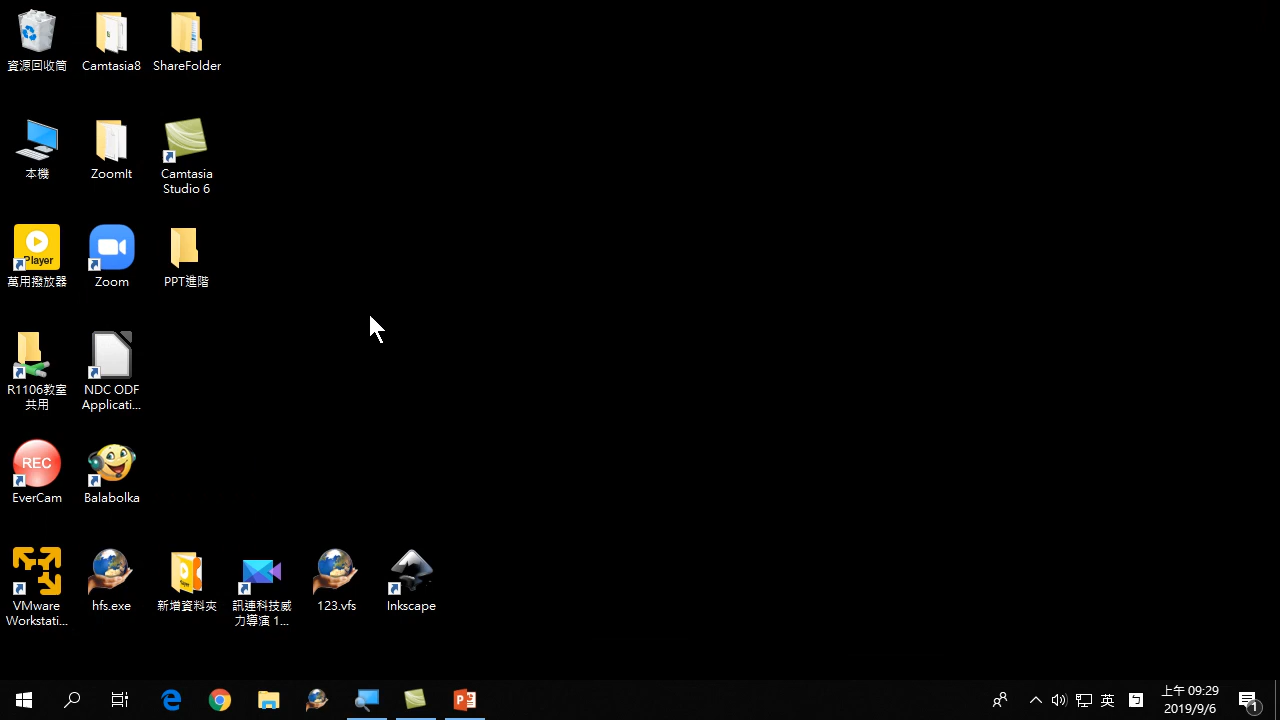 資源回收筒
Camtasia8
ShareFolder
本機
ZoomIt
Camtasia
Studio 6
Player
萬用撥放器
Zoom
PPT進階
R1106教室
共用
NDC ODF
Applicati...
REC
EverCam
Balabolka
Player
VMware
Workstati...
hfs.exe
新增資料夾
訊連科技威
力導演 1...
123.vfs
Inkscape
英
上午 09:29
2019/9/6
1